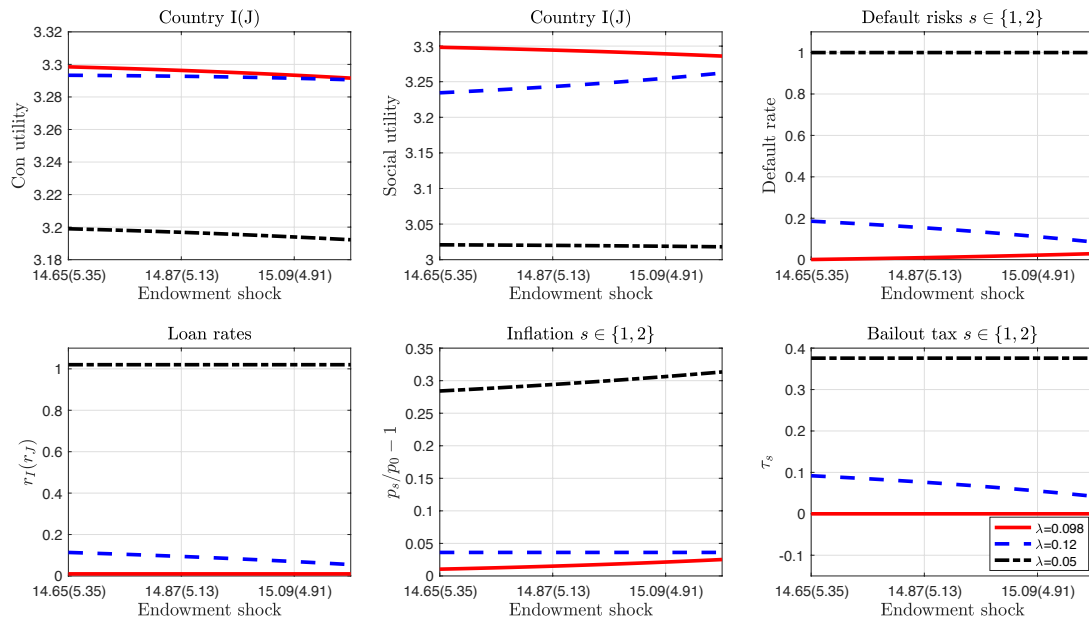 Country I(J)
Con utility
3.32
3.3
3.28
3.26
3.24
3.22
3.2
3.18
14.65(5.35) 14.87(5.13) 15.09(4.91)
Endowment shock
Country I(J)
Social utility
3.3
3.25
3.2
3.15
3.1
3.05
3
14.65(5.35) 14.87(5.13) 15.09(4.91)
Endowment shock
Default risks s ∈ {1, 2}
Default rate
1
0.8
0.6
0.4
0.2
0
14.65(5.35) 14.87(5.13) 15.09(4.91)
Endowment shock
Loan rates
r_I(r_J)
1
0.8
0.6
0.4
0.2
0
14.65(5.35) 14.87(5.13) 15.09(4.91)
Endowment shock
Inflation s ∈ {1, 2}
p_s/p_0 − 1
0.35
0.3
0.25
0.2
0.15
0.1
0.05
0
14.65(5.35) 14.87(5.13) 15.09(4.91)
Endowment shock
Bailout tax s ∈ {1, 2}
τ_s
0.4
0.3
0.2
0.1
0
-0.1
14.65(5.35) 14.87(5.13) 15.09(4.91)
Endowment shock
λ=0.098
λ=0.12
λ=0.05